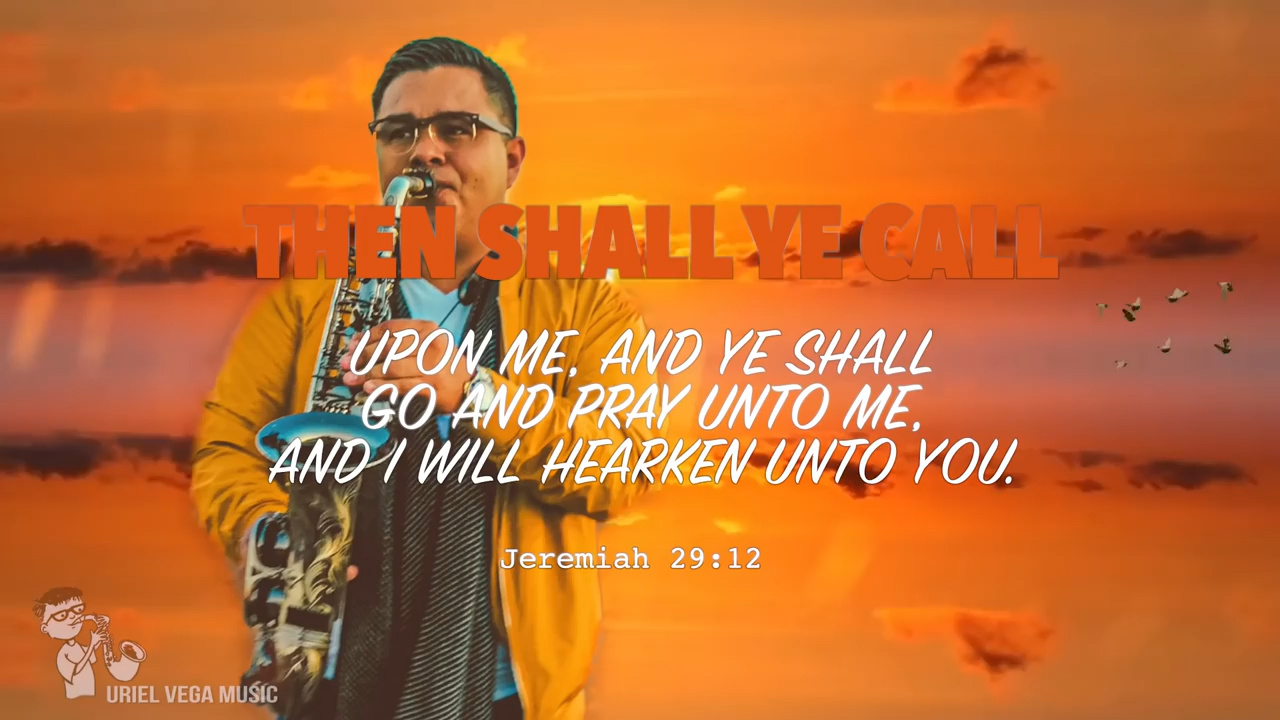 THEN SHALL YE CALL
UPON ME, AND YE SHALL
GO AND PRAY UNTO ME,
AND I WILL HEARKEN UNTO YOU.
Jeremiah 29:12
URIEL VEGA MUSIC